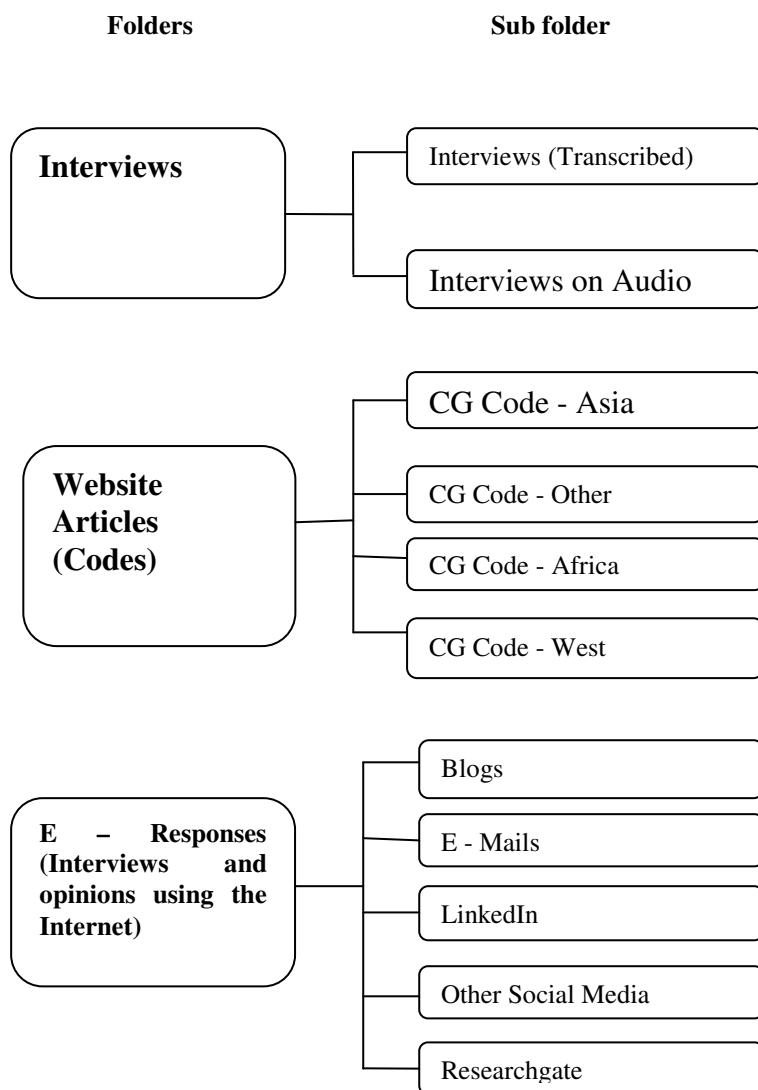 Folders Sub folder
Interviews
Interviews (Transcribed)
Interviews on Audio
Website
Articles
(Codes)
CG Code - Asia
CG Code - Other
CG Code - Africa
CG Code - West
E – Responses
(Interviews and
opinions using the
Internet)
Blogs
E - Mails
LinkedIn
Other Social Media
Researchgate